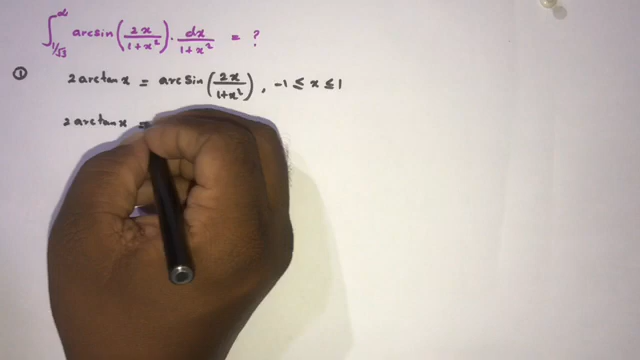 ∫_{1/√3}^{∞} arcsin(2x/(1+x²)) · dx/(1+x²) = ?
① 2 arctan x = arcsin(2x/(1+x²)), -1 ≤ x ≤ 1
2 arctan x =